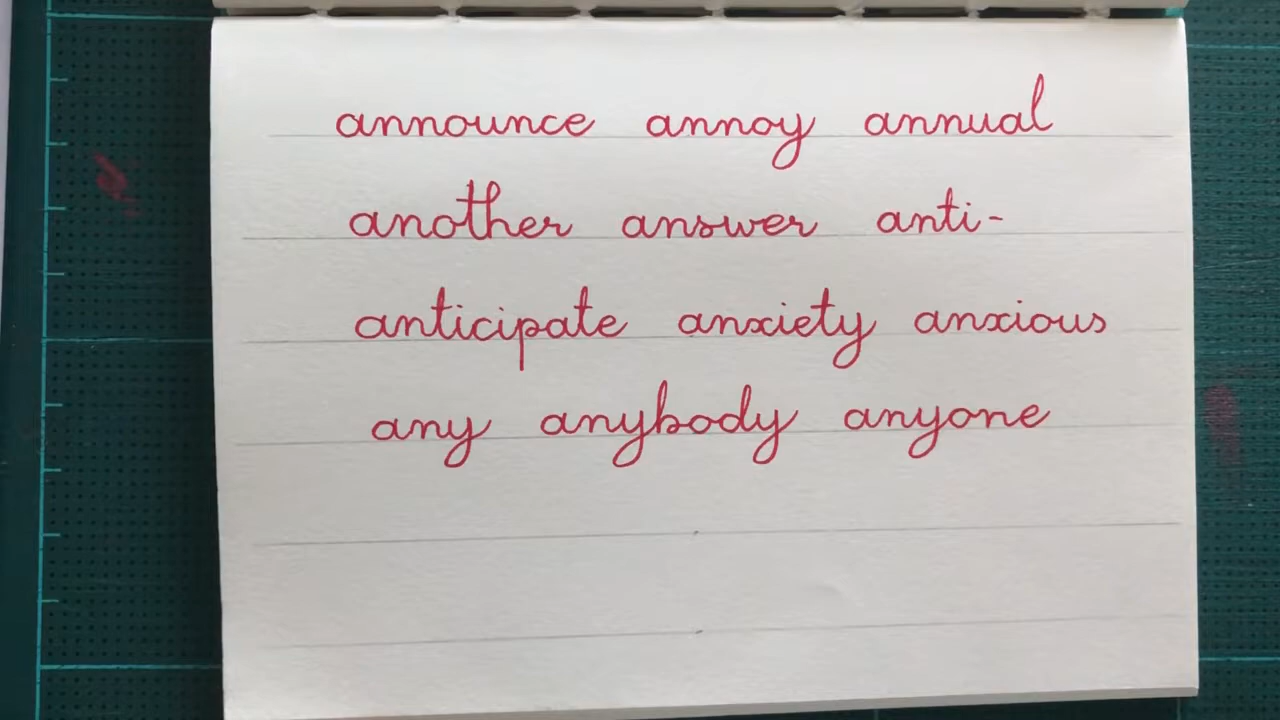 announce annoy annual
another answer anti-
anticipate anxiety anxious
any anybody anyone